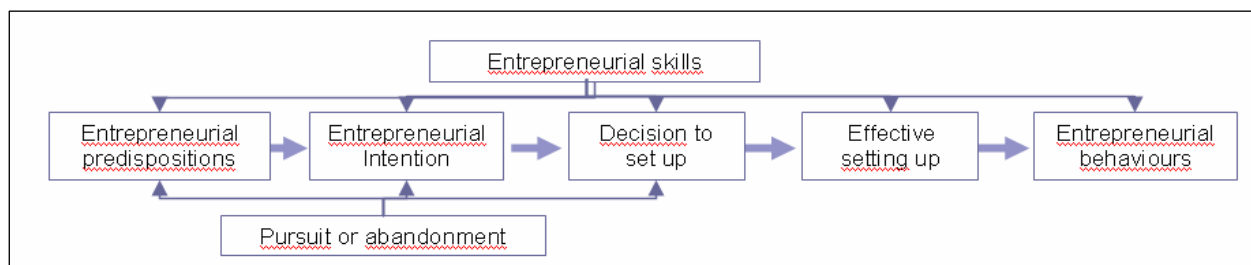 Entrepreneurial skills
Entrepreneurial
predispositions
Entrepreneurial
Intention
Decision to
set up
Effective
setting up
Entrepreneurial
behaviours
Pursuit or abandonment